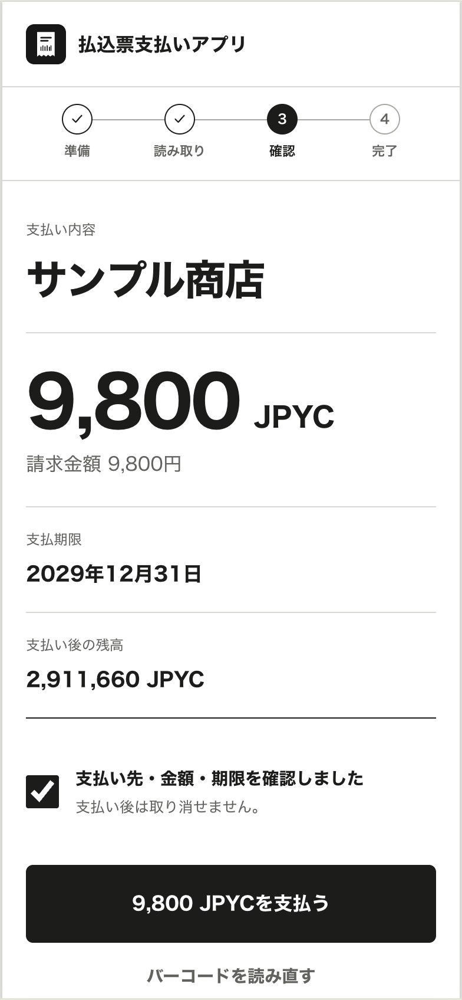 払込票支払いアプリ
準備
読み取り
3
確認
4
完了
支払い内容
サンプル商店
9,800 JPYC
請求金額 9,800円
支払期限
2029年12月31日
支払い後の残高
2,911,660 JPYC
支払い先・金額・期限を確認しました
支払い後は取り消せません。
9,800 JPYCを支払う
バーコードを読み直す